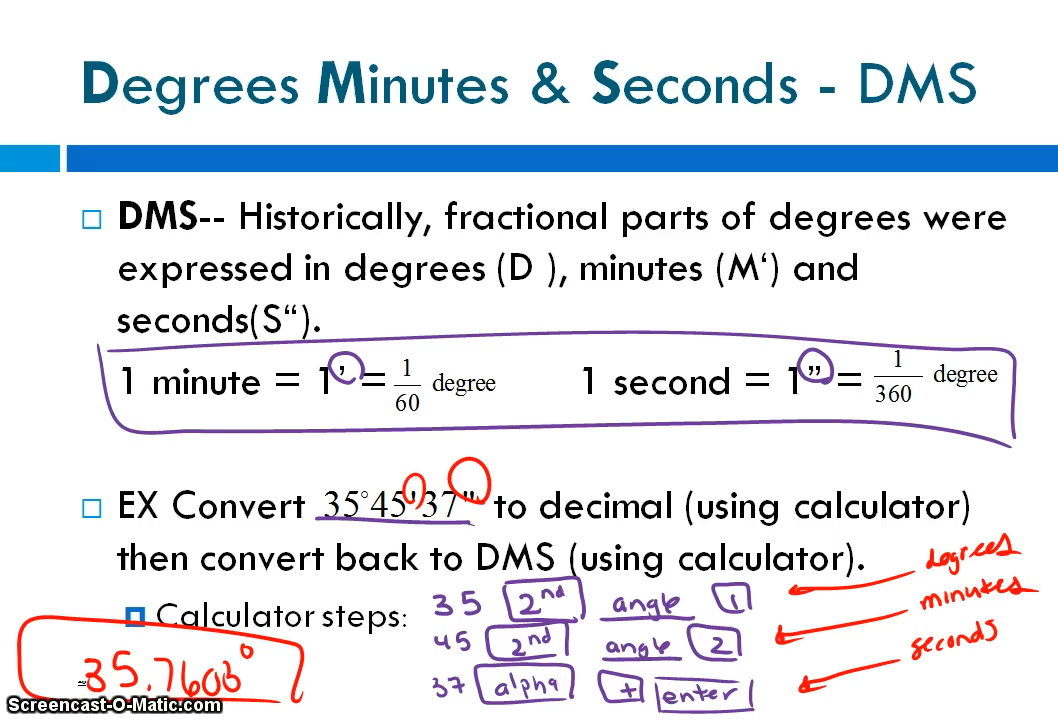 Degrees Minutes & Seconds - DMS
DMS-- Historically, fractional parts of degrees were
expressed in degrees (D ), minutes (M‘) and
seconds(S“).
1 minute = 1’ = 1/60 degree 1 second = 1” = 1/360 degree
EX Convert 35°45'37" to decimal (using calculator)
then convert back to DMS (using calculator).
Calculator steps:
35 2nd angle 1
degrees
45 2nd angle 2
minutes
37 alpha + enter
seconds
≈35.7603°
Screencast-O-Matic.com